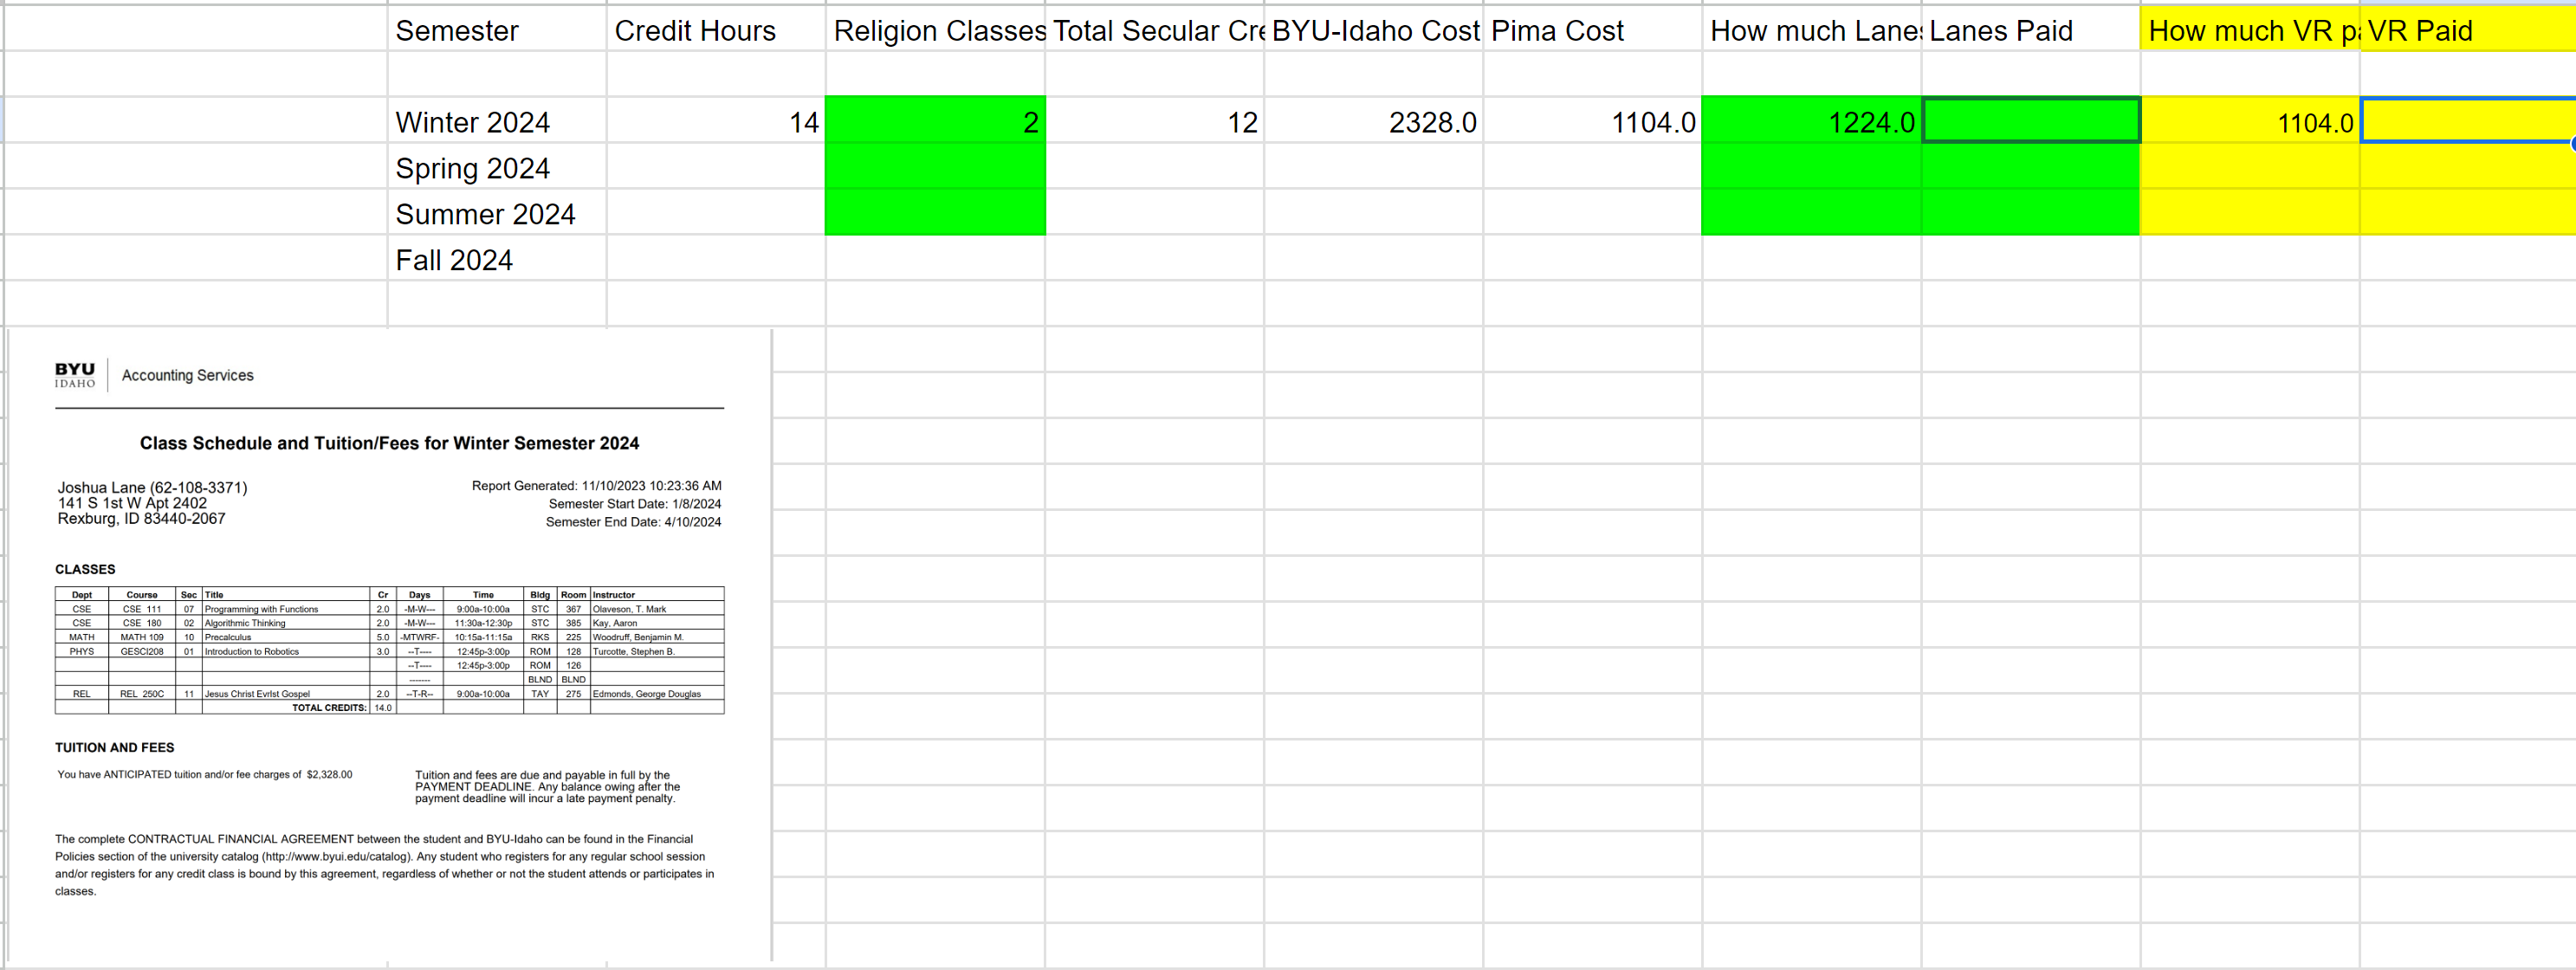 Semester Credit Hours Religion Classes Total Secular Cre BYU-Idaho Cost Pima Cost How much Lanes Lanes Paid How much VR pa VR Paid
Winter 2024 14 2 12 2328.0 1104.0 1224.0 1104.0
Spring 2024
Summer 2024
Fall 2024
BYU
IDAHO
Accounting Services
Class Schedule and Tuition/Fees for Winter Semester 2024
Joshua Lane (62-108-3371)
141 S 1st W Apt 2402
Rexburg, ID 83440-2067
Report Generated: 11/10/2023 10:23:36 AM
Semester Start Date: 1/8/2024
Semester End Date: 4/10/2024
CLASSES
Dept Course Sec Title Cr Days Time Bldg Room Instructor
CSE CSE 111 07 Programming with Functions 2.0 -M-W--- 9:00a-10:00a STC 367 Olaveson, T. Mark
CSE CSE 180 02 Algorithmic Thinking 2.0 -M-W--- 11:30a-12:30p STC 385 Kay, Aaron
MATH MATH 109 10 Precalculus 5.0 -MTWRF- 10:15a-11:15a RKS 225 Woodruff, Benjamin M.
PHYS GESCI208 01 Introduction to Robotics 3.0 --T---- 12:45p-3:00p ROM 128 Turcotte, Stephen B.
--T---- 12:45p-3:00p ROM 126
------- BLND BLND
REL REL 250C 11 Jesus Christ Evrlst Gospel 2.0 --T-R-- 9:00a-10:00a TAY 275 Edmonds, George Douglas
TOTAL CREDITS: 14.0
TUITION AND FEES
You have ANTICIPATED tuition and/or fee charges of $2,328.00
Tuition and fees are due and payable in full by the
PAYMENT DEADLINE. Any balance owing after the
payment deadline will incur a late payment penalty.
The complete CONTRACTUAL FINANCIAL AGREEMENT between the student and BYU-Idaho can be found in the Financial
Policies section of the university catalog (http://www.byui.edu/catalog). Any student who registers for any regular school session
and/or registers for any credit class is bound by this agreement, regardless of whether or not the student attends or participates in
classes.